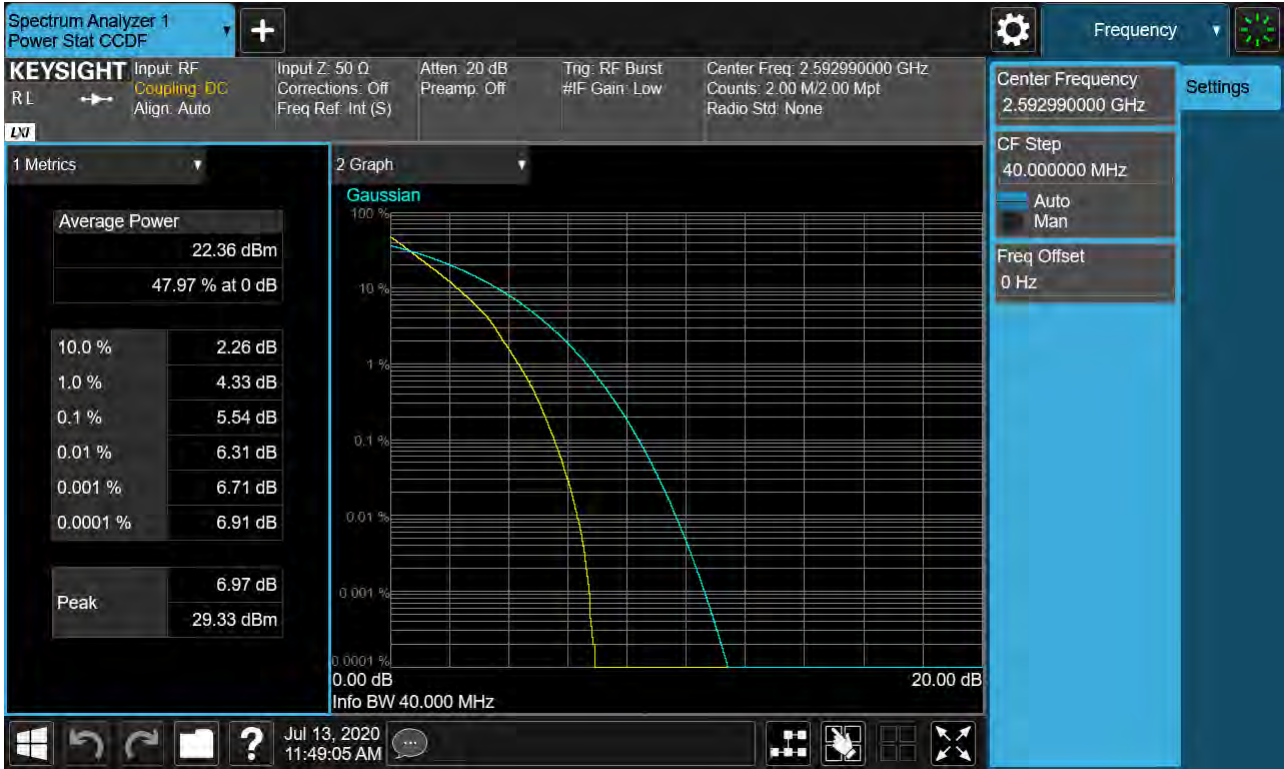 Spectrum Analyzer 1
Power Stat CCDF
Frequency
KEYSIGHT
R L
LXI
Input: RF
Coupling: DC
Align: Auto
Input Z: 50 Ω
Corrections: Off
Freq Ref: Int (S)
Atten: 20 dB
Preamp: Off
Trig: RF Burst
#IF Gain: Low
Center Freq: 2.592990000 GHz
Counts: 2.00 M/2.00 Mpt
Radio Std: None
Center Frequency
2.592990000 GHz
Settings
CF Step
40.000000 MHz
Auto
Man
Freq Offset
0 Hz
1 Metrics
Average Power
22.36 dBm
47.97 % at 0 dB
10.0 % 2.26 dB
1.0 % 4.33 dB
0.1 % 5.54 dB
0.01 % 6.31 dB
0.001 % 6.71 dB
0.0001 % 6.91 dB
Peak
6.97 dB
29.33 dBm
2 Graph
Gaussian
100 %
10 %
1 %
0.1 %
0.01 %
0.001 %
0.0001 %
0.00 dB 20.00 dB
Info BW 40.000 MHz
?
Jul 13, 2020
11:49:05 AM